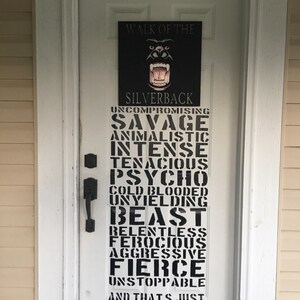 WALK OF THE
SILVERBACK
UNCOMPROMISING
SAVAGE
ANIMALISTIC
INTENSE
TENACIOUS
PSYCHO
COLD BLOODED
UNYIELDING
BEAST
RELENTLESS
FEROCIOUS
AGGRESSIVE
FIERCE
UNSTOPPABLE
AND THATS JUST